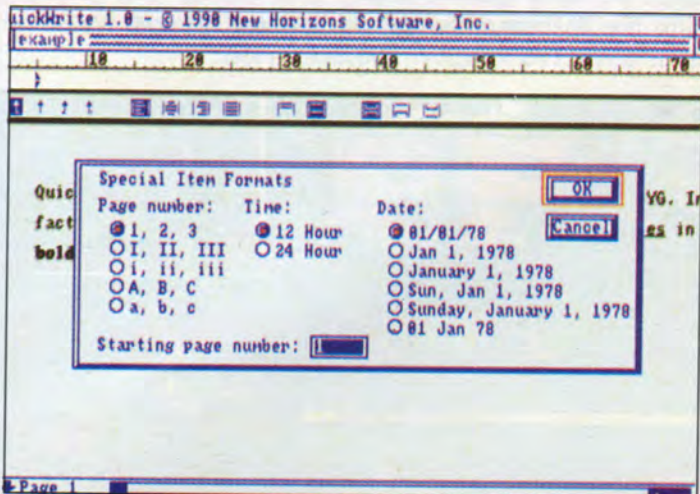 uickWrite 1.0 - © 1990 New Horizons Software, Inc.
example
10 20 30 40 50 60 70
Special Item Formats
OK
Page number: Time: Date:
Cancel
1, 2, 3 12 Hour 01/01/78
I, II, III 24 Hour Jan 1, 1978
i, ii, iii January 1, 1978
A, B, C Sun, Jan 1, 1978
a, b, c Sunday, January 1, 1978
01 Jan 78
Starting page number: 1
Quic YG. In
fact es in
bold
Page 1